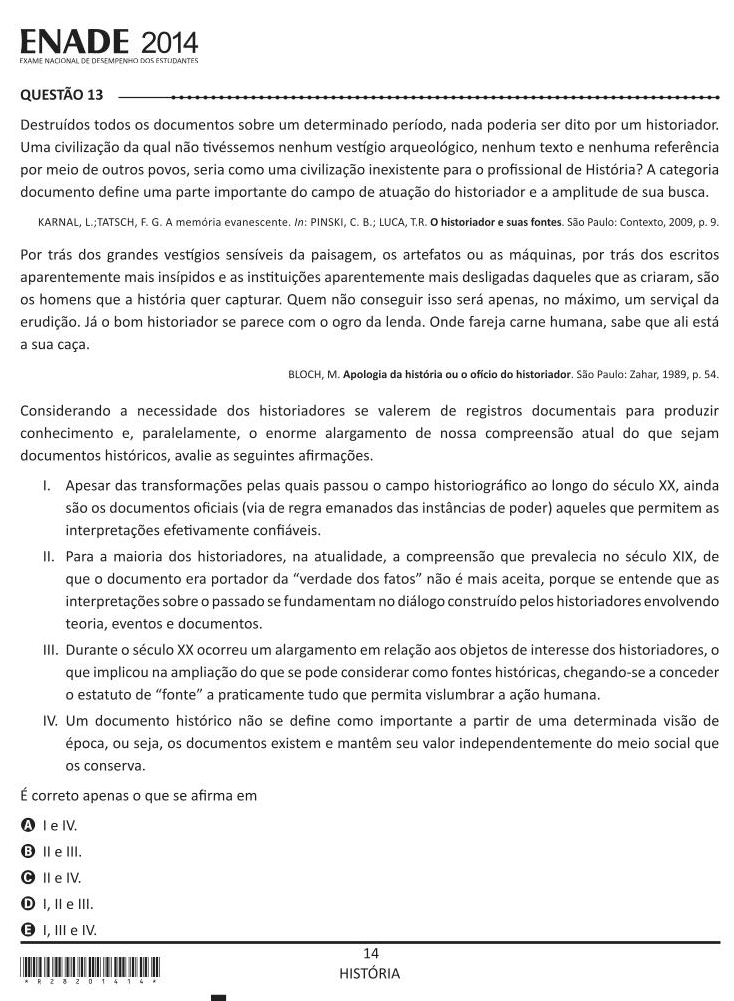 ENADE 2014
EXAME NACIONAL DE DESEMPENHO DOS ESTUDANTES
QUESTÃO 13
Destruídos todos os documentos sobre um determinado período, nada poderia ser dito por um historiador.
Uma civilização da qual não tivéssemos nenhum vestígio arqueológico, nenhum texto e nenhuma referência
por meio de outros povos, seria como uma civilização inexistente para o profissional de História? A categoria
documento define uma parte importante do campo de atuação do historiador e a amplitude de sua busca.
KARNAL, L.;TATSCH, F. G. A memória evanescente. In: PINSKI, C. B.; LUCA, T.R. O historiador e suas fontes. São Paulo: Contexto, 2009, p. 9.
Por trás dos grandes vestígios sensíveis da paisagem, os artefatos ou as máquinas, por trás dos escritos
aparentemente mais insípidos e as instituições aparentemente mais desligadas daqueles que as criaram, são
os homens que a história quer capturar. Quem não conseguir isso será apenas, no máximo, um serviçal da
erudição. Já o bom historiador se parece com o ogro da lenda. Onde fareja carne humana, sabe que ali está
a sua caça.
BLOCH, M. Apologia da história ou o ofício do historiador. São Paulo: Zahar, 1989, p. 54.
Considerando a necessidade dos historiadores se valerem de registros documentais para produzir
conhecimento e, paralelamente, o enorme alargamento de nossa compreensão atual do que sejam
documentos históricos, avalie as seguintes afirmações.
I. Apesar das transformações pelas quais passou o campo historiográfico ao longo do século XX, ainda
são os documentos oficiais (via de regra emanados das instâncias de poder) aqueles que permitem as
interpretações efetivamente confiáveis.
II. Para a maioria dos historiadores, na atualidade, a compreensão que prevalecia no século XIX, de
que o documento era portador da “verdade dos fatos” não é mais aceita, porque se entende que as
interpretações sobre o passado se fundamentam no diálogo construído pelos historiadores envolvendo
teoria, eventos e documentos.
III. Durante o século XX ocorreu um alargamento em relação aos objetos de interesse dos historiadores, o
que implicou na ampliação do que se pode considerar como fontes históricas, chegando-se a conceder
o estatuto de “fonte” a praticamente tudo que permita vislumbrar a ação humana.
IV. Um documento histórico não se define como importante a partir de uma determinada visão de
época, ou seja, os documentos existem e mantêm seu valor independentemente do meio social que
os conserva.
É correto apenas o que se afirma em
A I e IV.
B II e III.
C II e IV.
D I, II e III.
E I, III e IV.
14
HISTÓRIA
* R 2 8 2 0 1 4 1 4 *